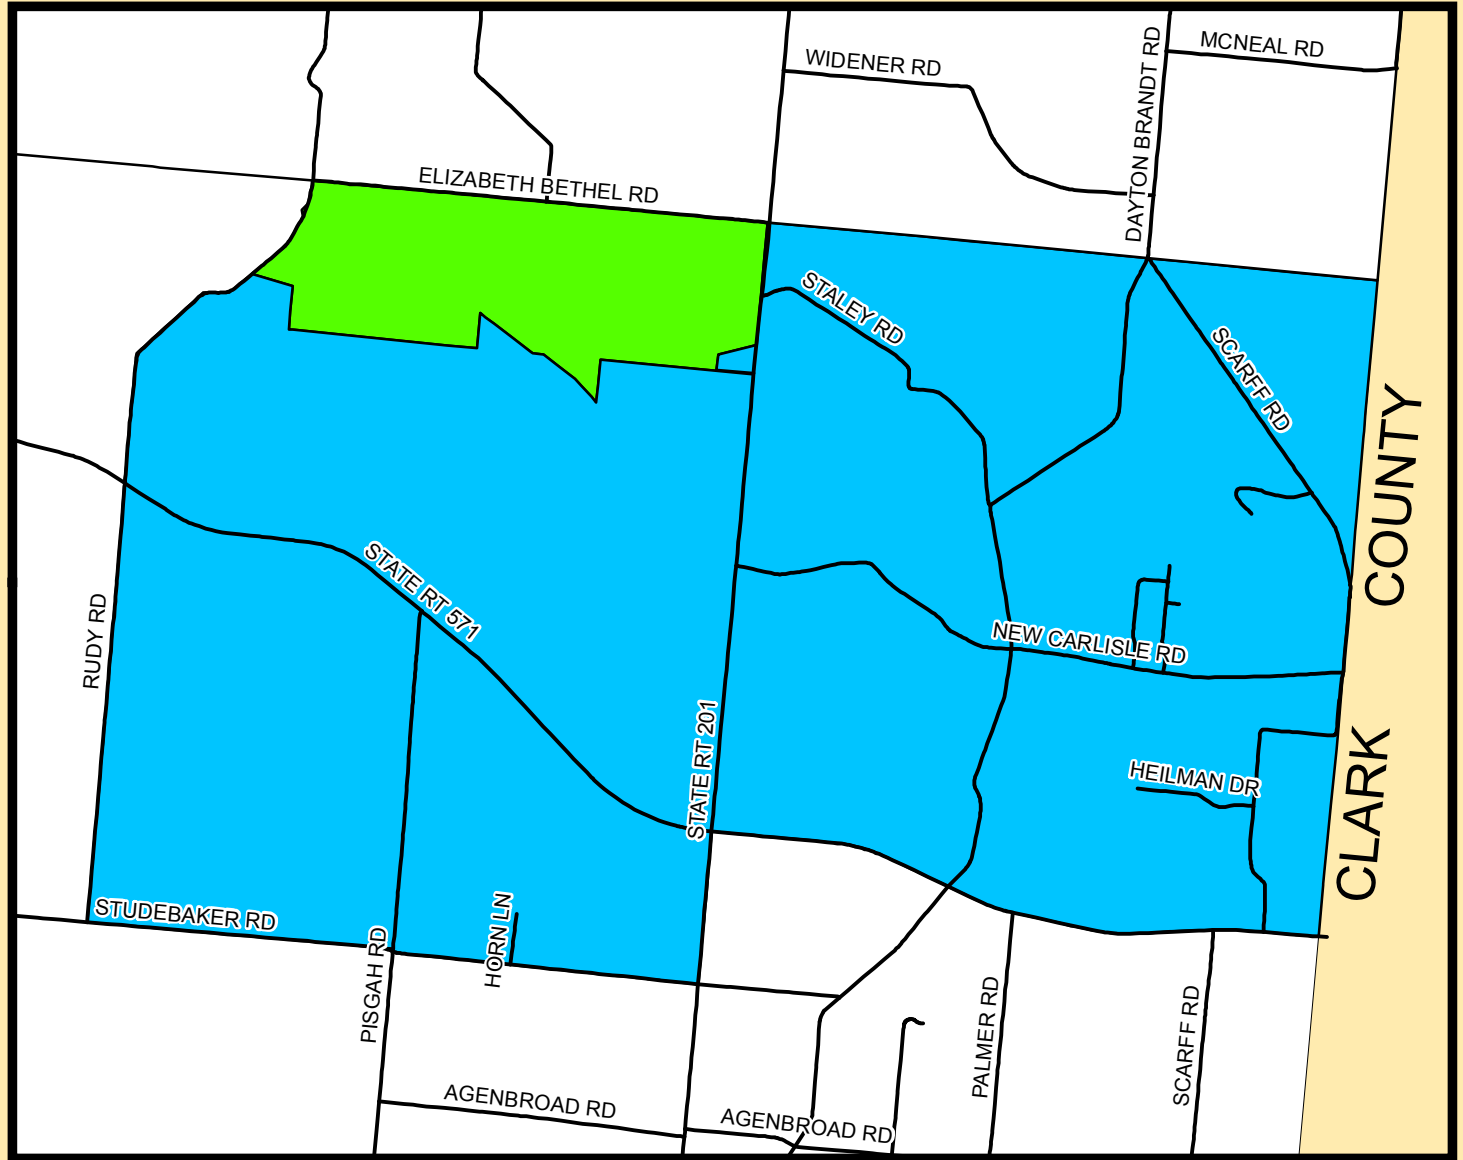 MCNEAL RD
WIDENER RD
DAYTON BRANDT RD
ELIZABETH BETHEL RD
STALEY RD
SCARFF RD
COUNTY
STATE RT 571
RUDY RD
NEW CARLISLE RD
STATE RT 201
HEILMAN DR
CLARK
STUDEBAKER RD
HORN LN
PISGAH RD
PALMER RD
SCARFF RD
AGENBROAD RD
AGENBROAD RD